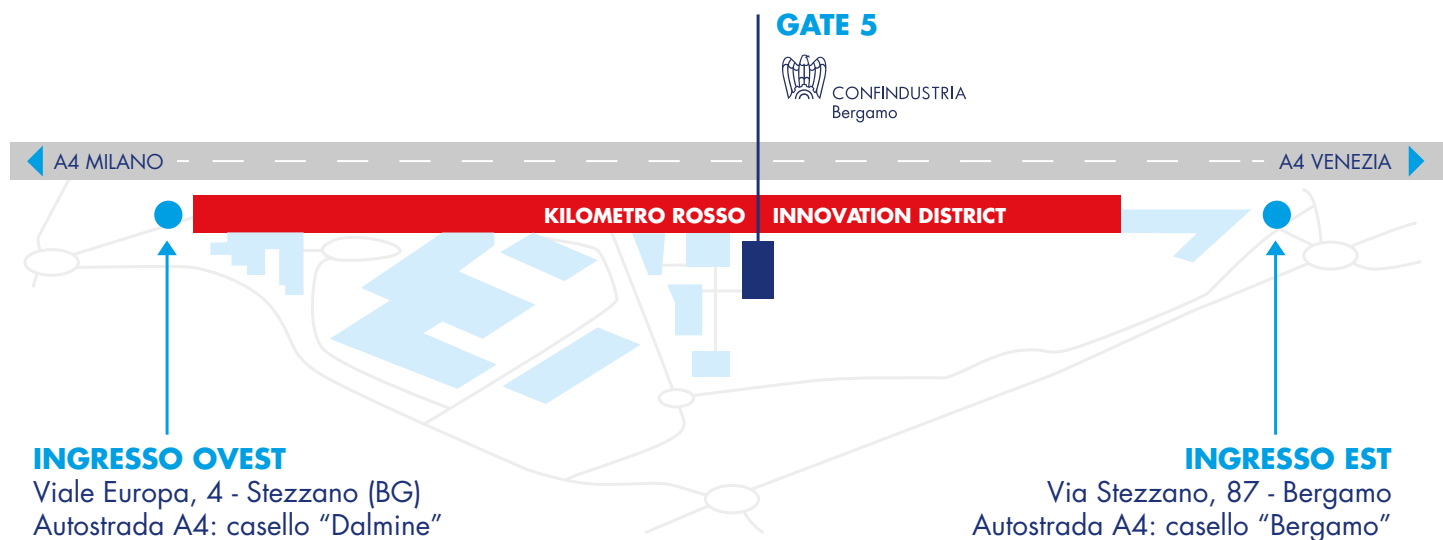 GATE 5
CONFINDUSTRIA
Bergamo
A4 MILANO
A4 VENEZIA
KILOMETRO ROSSO INNOVATION DISTRICT
INGRESSO OVEST
Viale Europa, 4 - Stezzano (BG)
Autostrada A4: casello “Dalmine”
INGRESSO EST
Via Stezzano, 87 - Bergamo
Autostrada A4: casello “Bergamo”